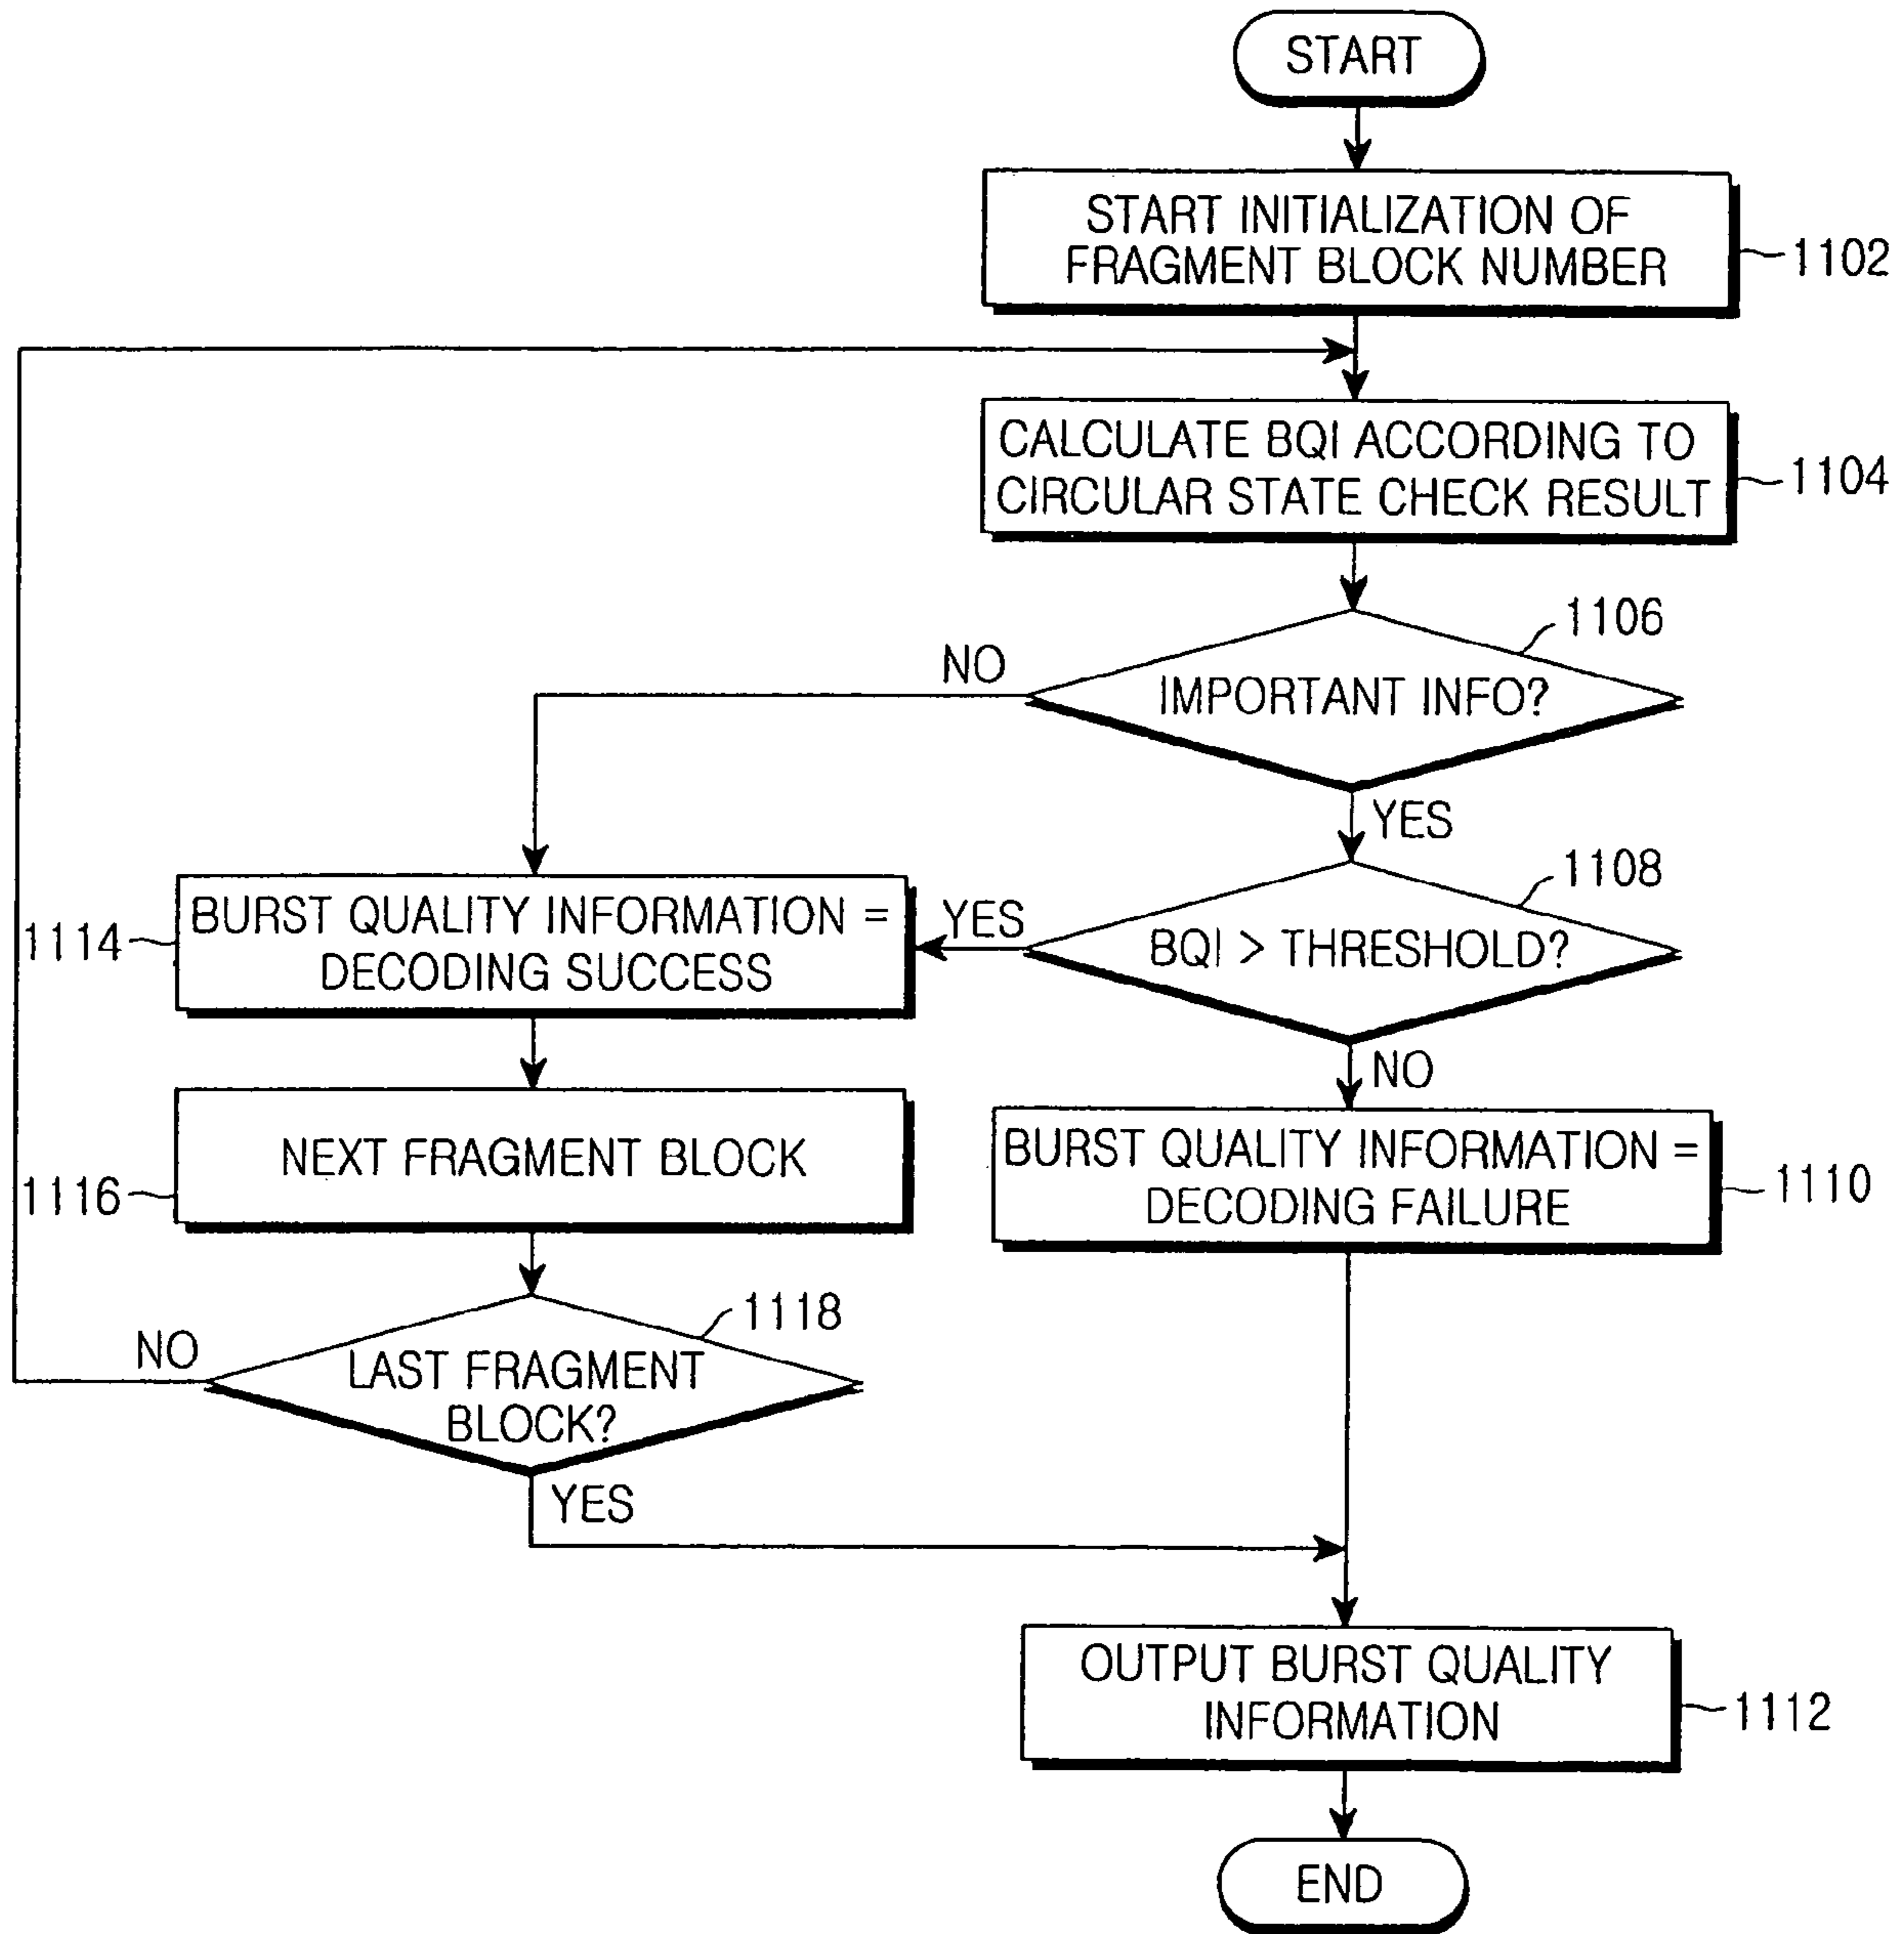 START
START INITIALIZATION OF
FRAGMENT BLOCK NUMBER
1102
CALCULATE BQI ACCORDING TO
CIRCULAR STATE CHECK RESULT
1104
1106
IMPORTANT INFO?
NO
YES
1108
BQI > THRESHOLD?
YES
NO
BURST QUALITY INFORMATION =
DECODING SUCCESS
1114
NEXT FRAGMENT BLOCK
1116
BURST QUALITY INFORMATION =
DECODING FAILURE
1110
1118
LAST FRAGMENT
BLOCK?
NO
YES
OUTPUT BURST QUALITY
INFORMATION
1112
END